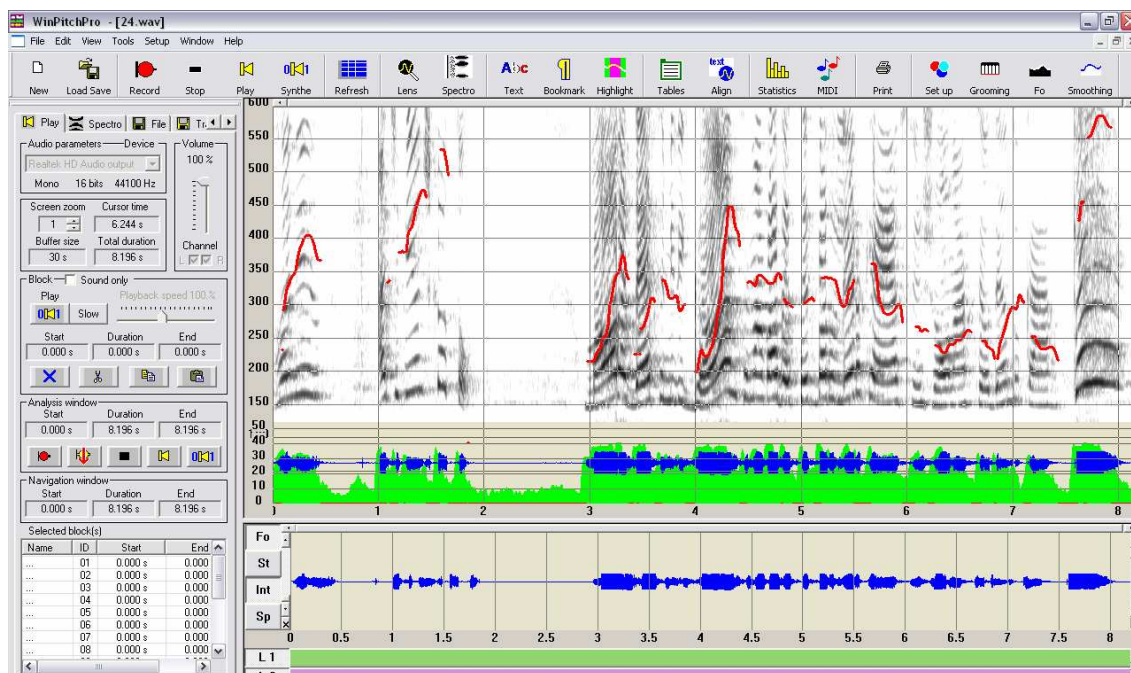 WinPitchPro - [24.wav]
File Edit View Tools Setup Window Help
New Load Save Record Stop Play Synthe Refresh Lens Spectro Text Bookmark Highlight Tables Align Statistics MIDI Print Set up Grooming Fo Smoothing
Play Spectro File
Audio parameters Device
Realtek HD Audio output
Mono 16 bits 44100 Hz
Volume
100 %
Screen zoom Cursor time
1 6.244 s
Buffer size Total duration
30 s 8.196 s
Channel
L R
Block Sound only
Play Playback speed 100 %
Slow
Start Duration End
0.000 s 0.000 s 0.000 s
Analysis window
Start Duration End
0.000 s 8.196 s 8.196 s
Navigation window
Start Duration End
0.000 s 8.196 s 8.196 s
Selected block(s)
Name ID Start End
... 01 0.000 s 0.000
... 02 0.000 s 0.000
... 03 0.000 s 0.000
... 04 0.000 s 0.000
... 05 0.000 s 0.000
... 06 0.000 s 0.000
... 07 0.000 s 0.000
... 08 0.000 s 0.000
600
550
500
450
400
350
300
250
200
150
50
40
30
20
10
0
1 2 3 4 5 6 7 8
Fo
St
Int
Sp
0 0.5 1 1.5 2 2.5 3 3.5 4 4.5 5 5.5 6 6.5 7 7.5 8
L 1